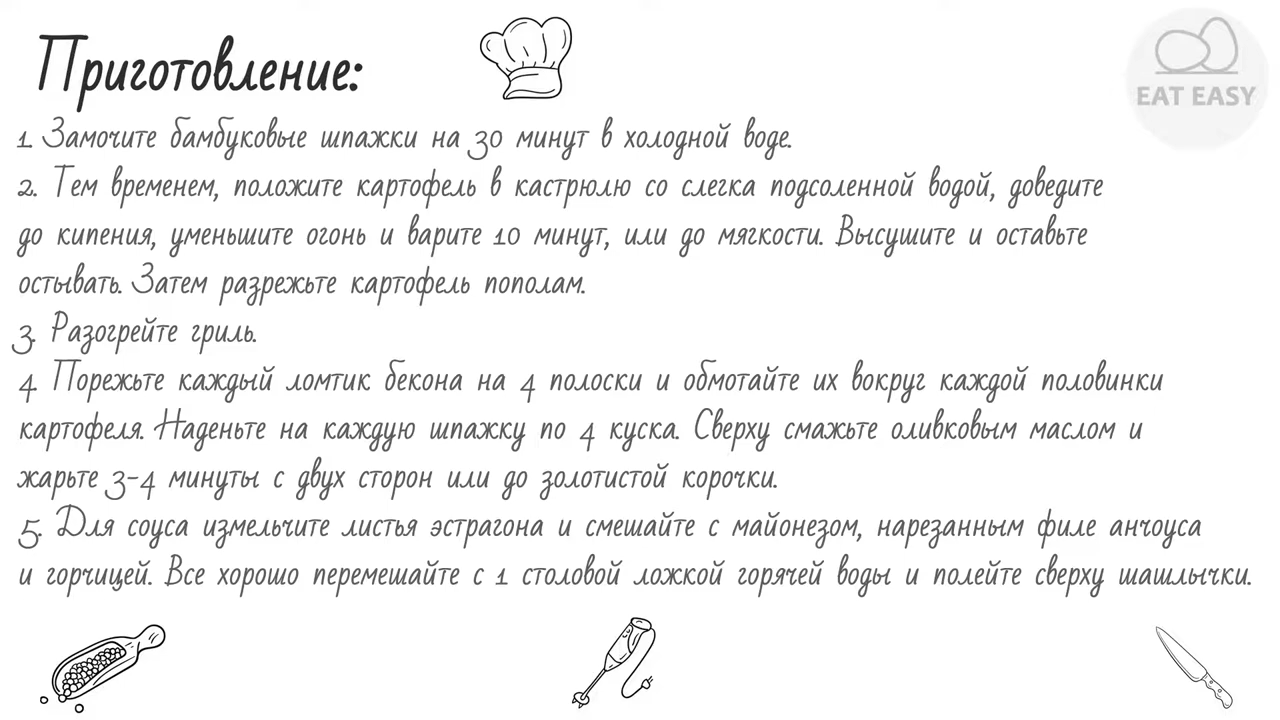 Приготовление:
EAT EASY
1. Замочите бамбуковые шпажки на 30 минут в холодной воде.
2. Тем временем, положите картофель в кастрюлю со слегка подсоленной водой, доведите
до кипения, уменьшите огонь и варите 10 минут, или до мягкости. Высушите и оставьте
остывать. Затем разрежьте картофель пополам.
3. Разогрейте гриль.
4. Порежьте каждый ломтик бекона на 4 полоски и обмотайте их вокруг каждой половинки
картофеля. Наденьте на каждую шпажку по 4 куска. Сверху смажьте оливковым маслом и
жарьте 3-4 минуты с двух сторон или до золотистой корочки.
5. Для соуса измельчите листья эстрагона и смешайте с майонезом, нарезанным филе анчоуса
и горчицей. Все хорошо перемешайте с 1 столовой ложкой горячей воды и полейте сверху шашлычки.